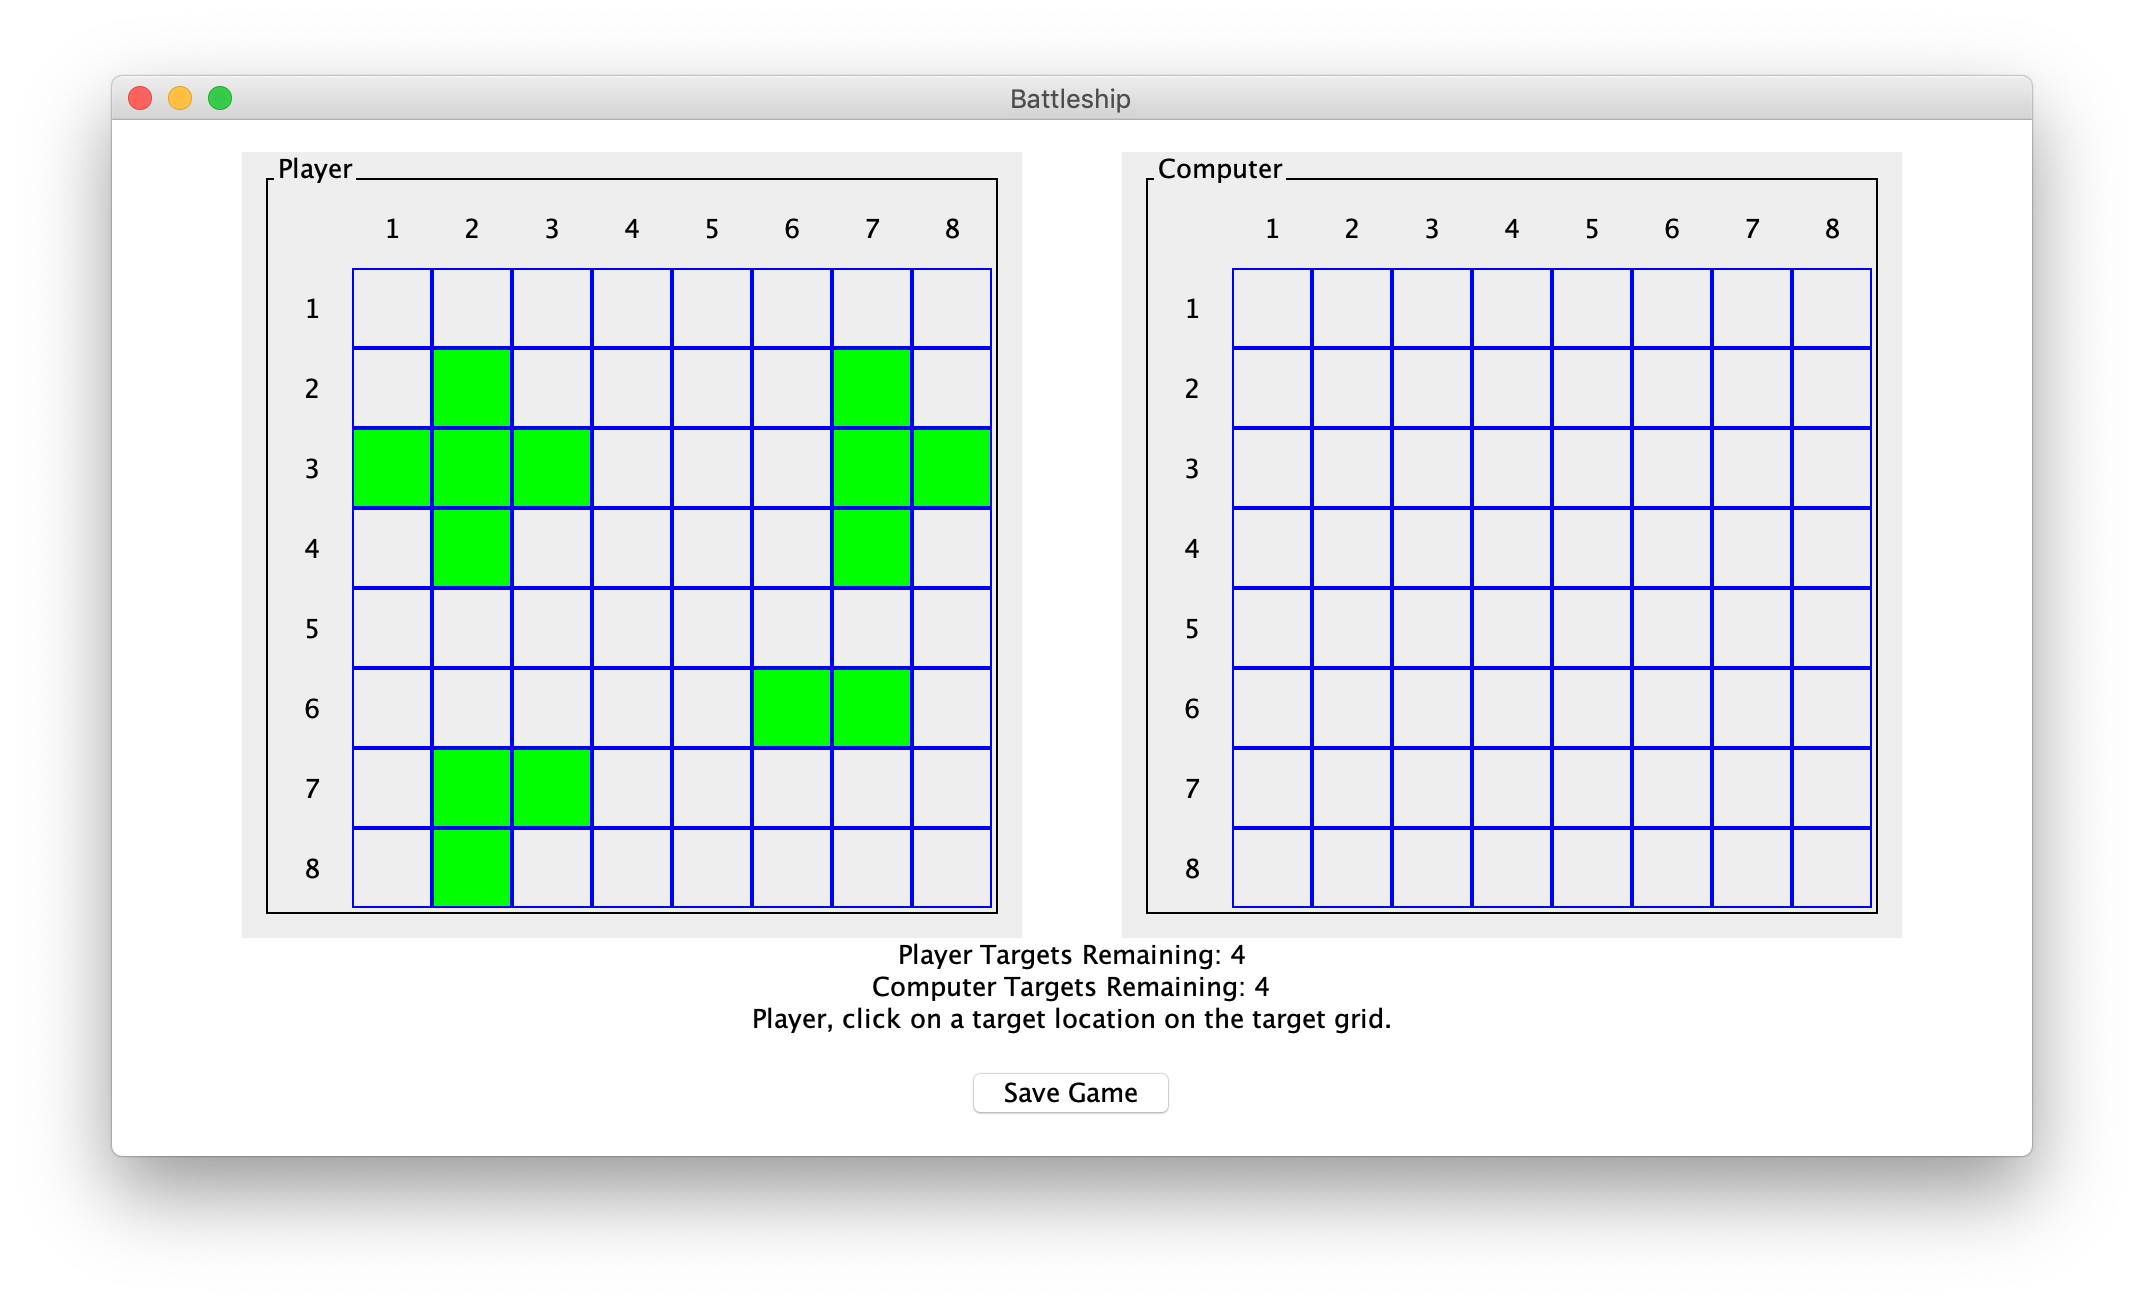 Battleship
Player
1 2 3 4 5 6 7 8
1
2
3
4
5
6
7
8
Computer
1 2 3 4 5 6 7 8
1
2
3
4
5
6
7
8
Player Targets Remaining: 4
Computer Targets Remaining: 4
Player, click on a target location on the target grid.
Save Game